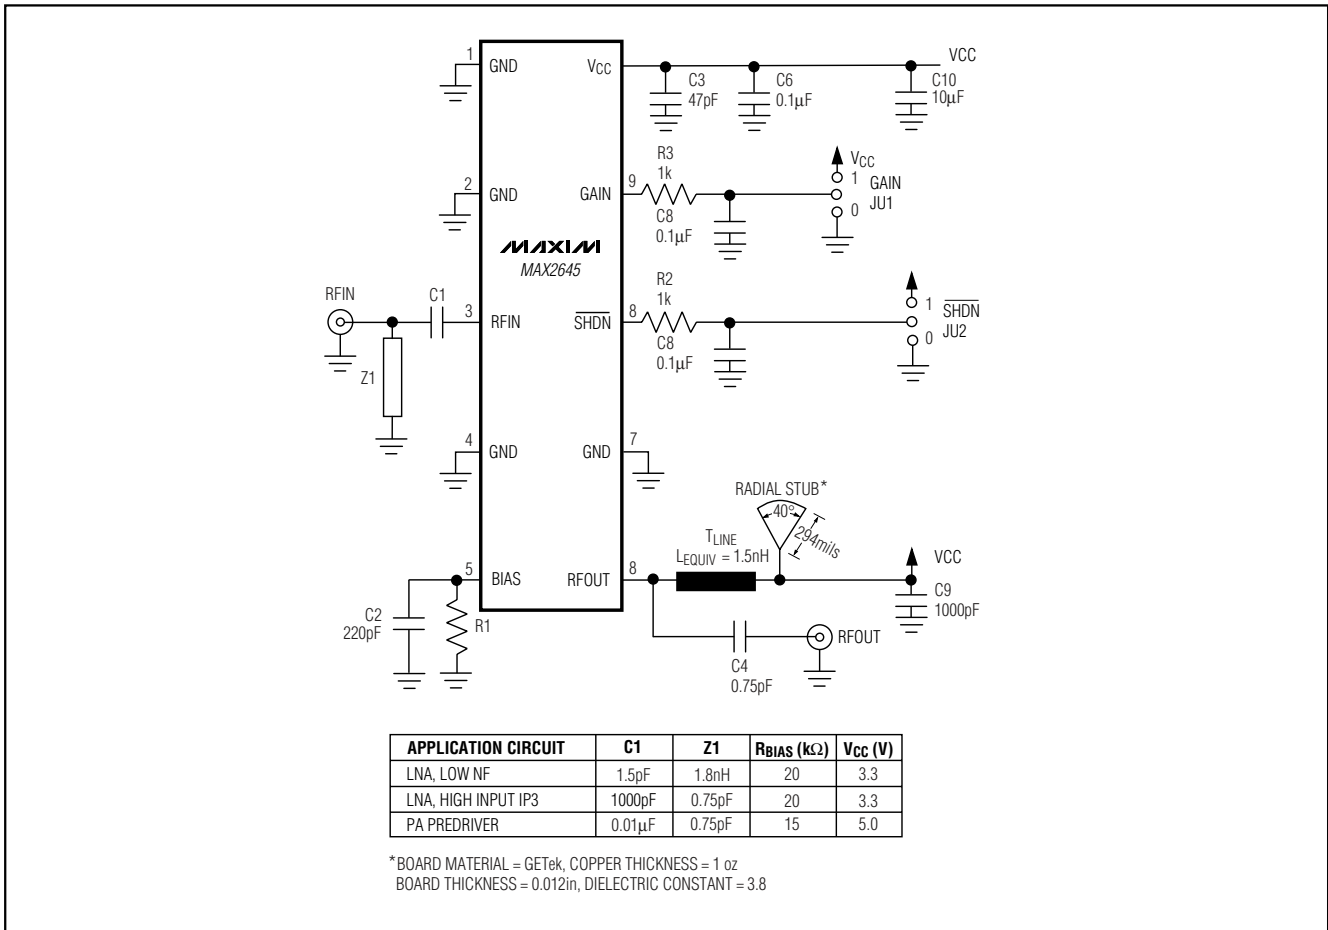 1
GND
VCC
VCC
C3
47pF
C6
0.1µF
C10
10µF
2
GND
GAIN
9
R3
1k
C8
0.1µF
VCC
1
GAIN
JU1
0
MAXIM
MAX2645
RFIN
C1
3
RFIN
Z1
SHDN
8
R2
1k
C8
0.1µF
1
SHDN
JU2
0
4
GND
GND
7
RADIAL STUB*
40°
294mils
TLINE
LEQUIV = 1.5nH
VCC
C9
1000pF
5
BIAS
RFOUT
8
C2
220pF
R1
C4
0.75pF
RFOUT
APPLICATION CIRCUIT C1 Z1 RBIAS (kΩ) VCC (V)
LNA, LOW NF 1.5pF 1.8nH 20 3.3
LNA, HIGH INPUT IP3 1000pF 0.75pF 20 3.3
PA PREDRIVER 0.01µF 0.75pF 15 5.0
*BOARD MATERIAL = GETek, COPPER THICKNESS = 1 oz
BOARD THICKNESS = 0.012in, DIELECTRIC CONSTANT = 3.8